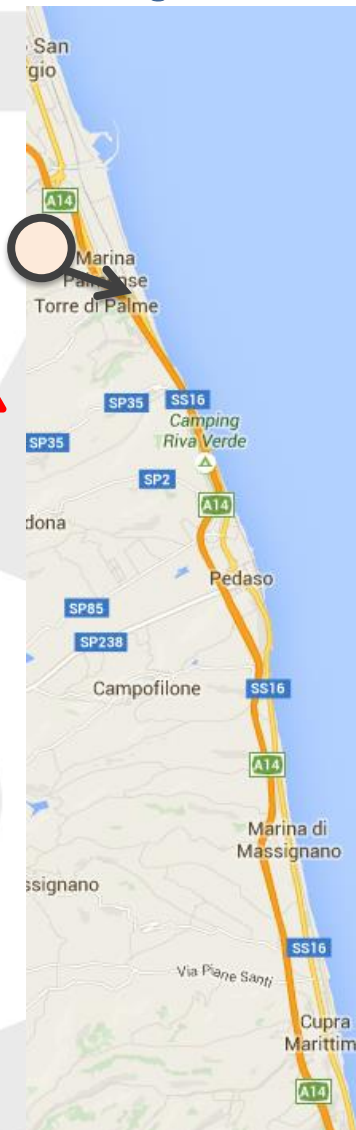 San
gio
A14
Marina
Palmense
Torre di Palme
SP35
SS16
Camping
Riva Verde
SP35
SP2
A14
dona
Pedaso
SP85
SP238
Campofilone
SS16
A14
Marina di
Massignano
ssignano
SS16
Via Piane Santi
Cupra
Marittim
A14